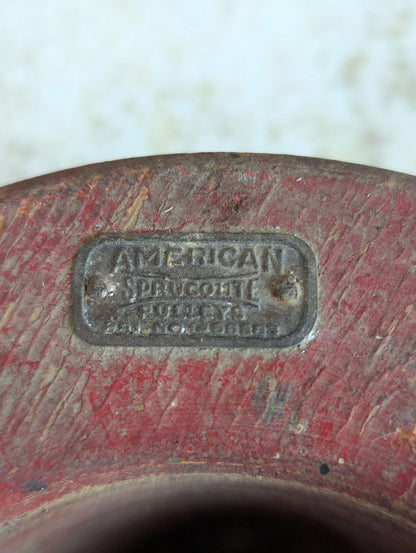 AMERICAN
SPRUCOLITE
PULLEYS
PAT. NO.